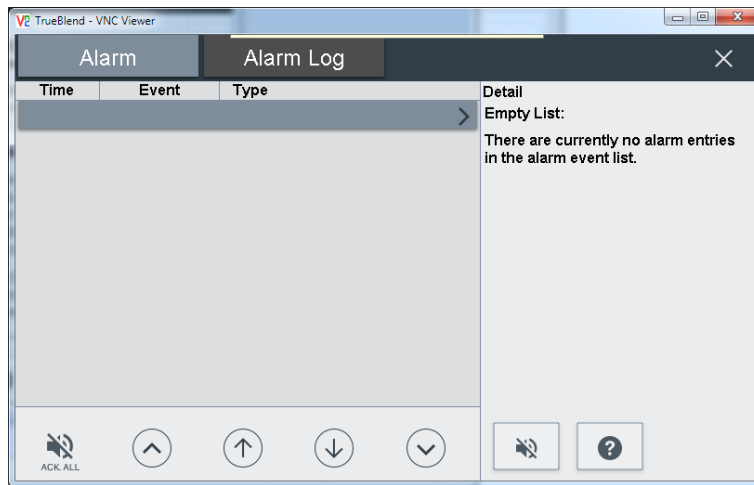 TrueBlend - VNC Viewer
Alarm
Alarm Log
Time Event Type
Detail
Empty List:
There are currently no alarm entries
in the alarm event list.
ACK. ALL